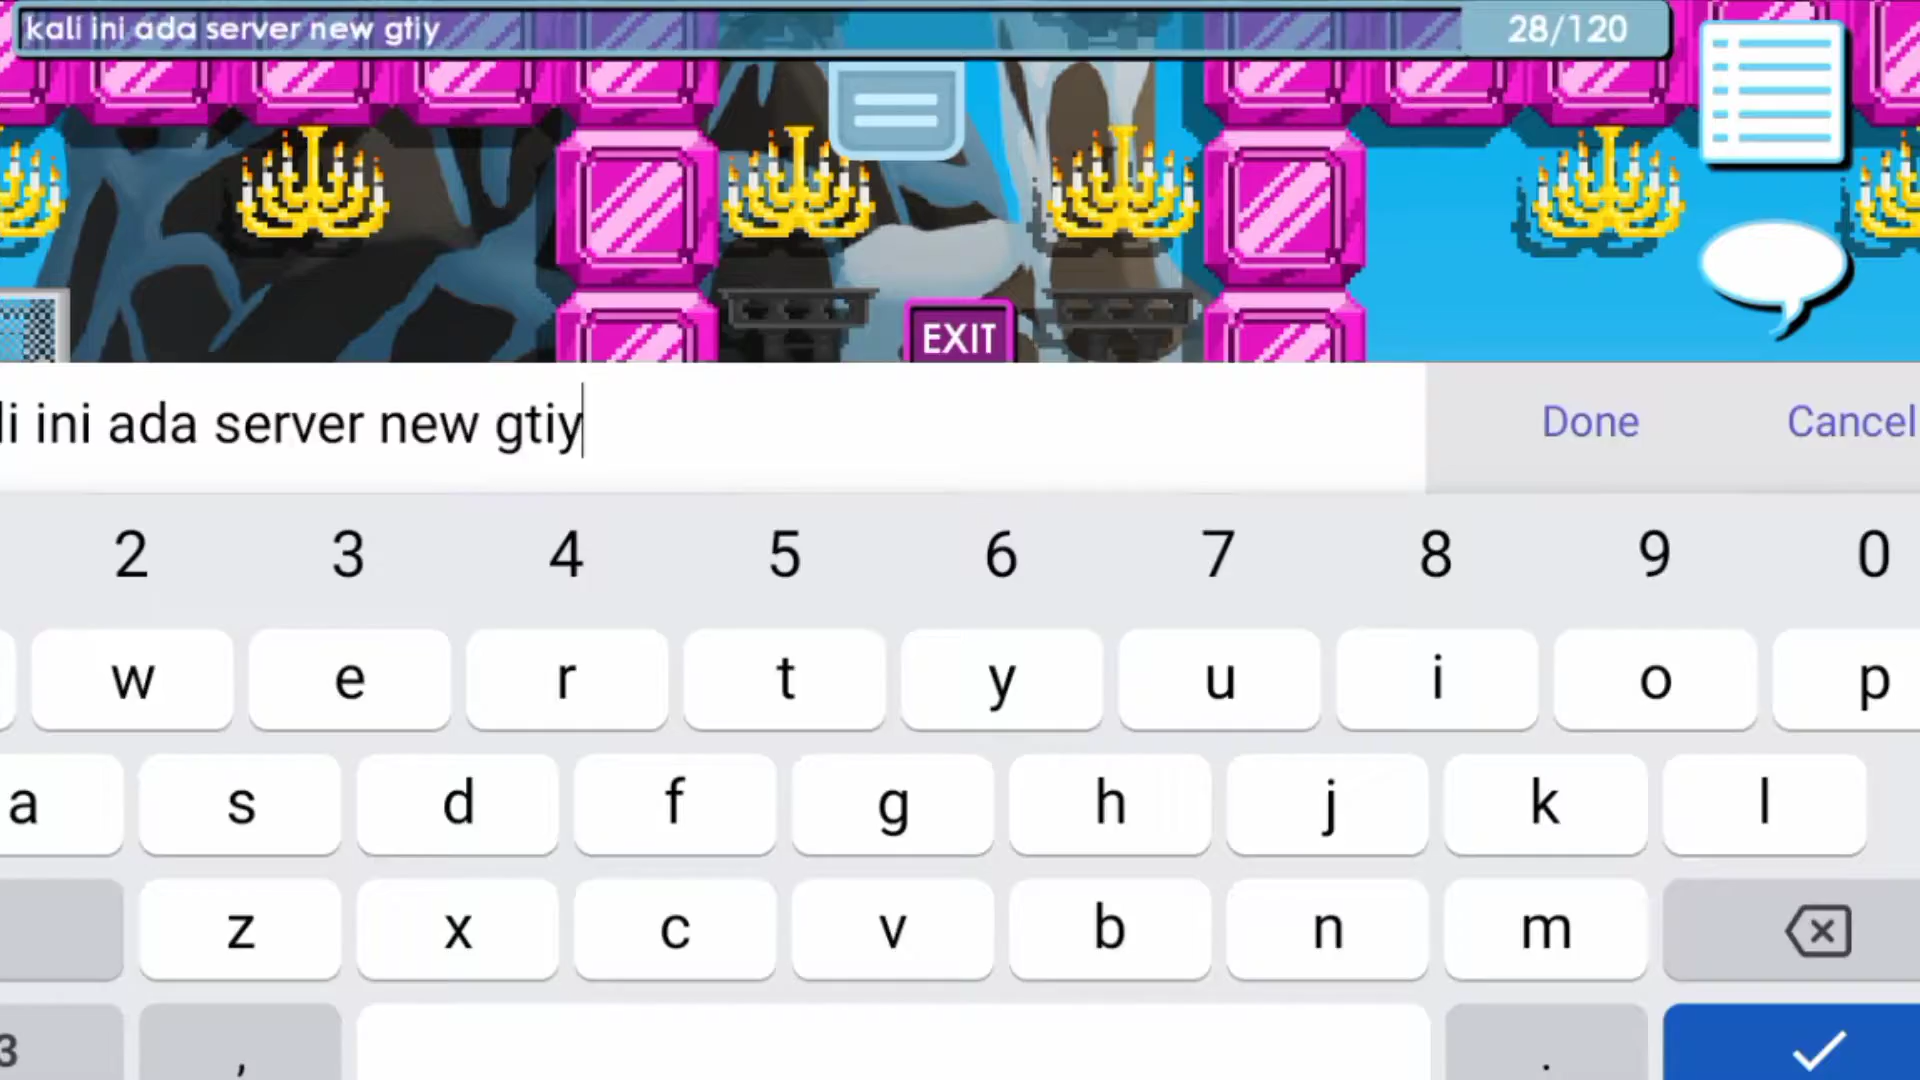 kali ini ada server new gtiy
28/120
EXIT
li ini ada server new gtiy
Done
Cancel
2 3 4 5 6 7 8 9 0
w e r t y u i o p
a s d f g h j k l
z x c v b n m
3 , .